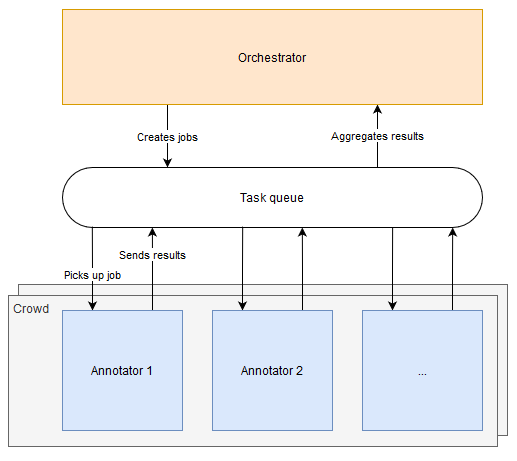 Orchestrator
Creates jobs
Aggregates results
Task queue
Sends results
Picks up job
Crowd
Annotator 1
Annotator 2
...